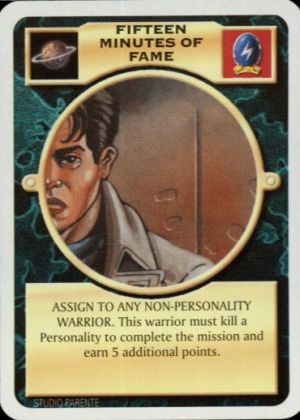 FIFTEEN
MINUTES OF
FAME
ASSIGN TO ANY NON-PERSONALITY
WARRIOR. This warrior must kill a
Personality to complete the mission and
earn 5 additional points.
STUDIO PARENTE